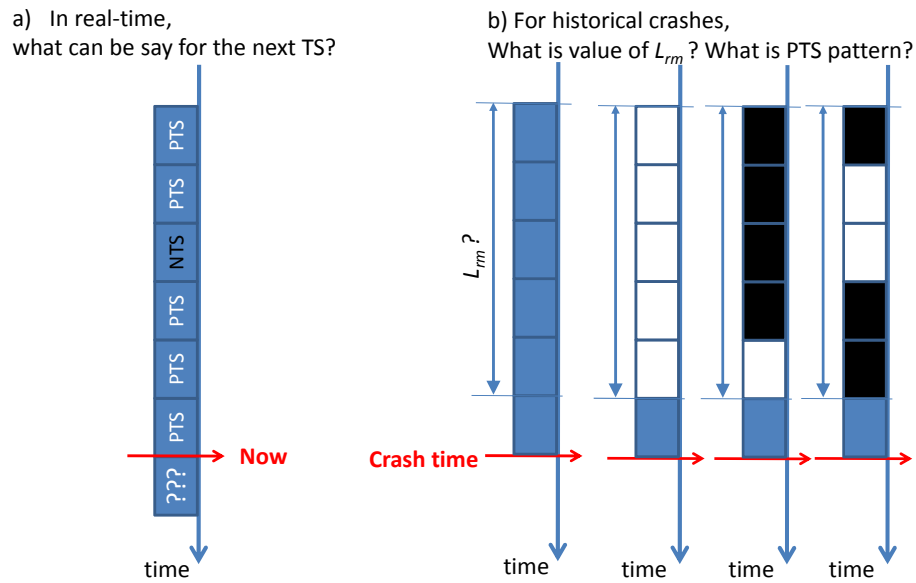 a) In real-time,
what can be say for the next TS?
PTS
PTS
NTS
PTS
PTS
PTS
Now
???
time
b) For historical crashes,
What is value of Lrm ? What is PTS pattern?
Lrm ?
Crash time
time
time
time
time